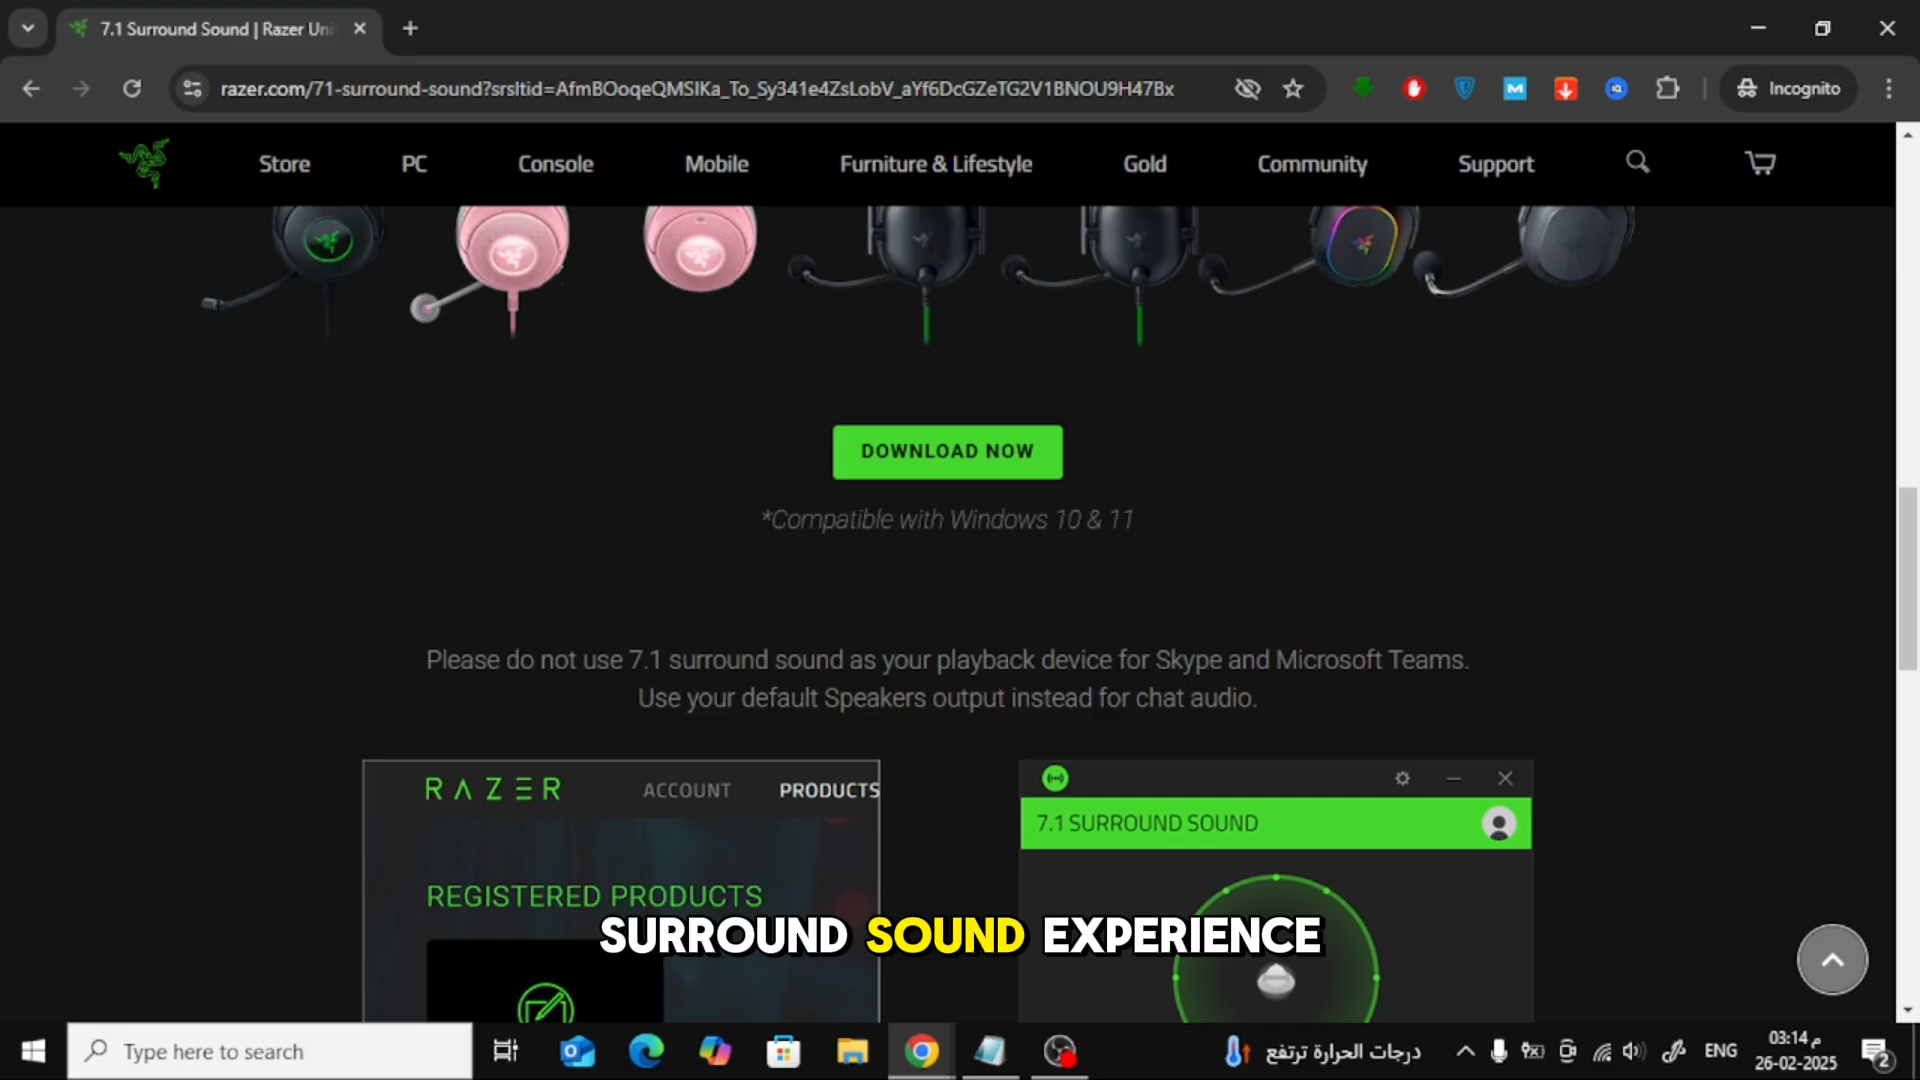 7.1 Surround Sound | Razer Uni
razer.com/71-surround-sound?srsltid=AfmBOoqeQMSIKa_To_Sy341e4ZsLobV_aYf6DcGZeTG2V1BNOU9H47Bx
Incognito
Store PC Console Mobile Furniture & Lifestyle Gold Community Support
DOWNLOAD NOW
*Compatible with Windows 10 & 11
Please do not use 7.1 surround sound as your playback device for Skype and Microsoft Teams.
Use your default Speakers output instead for chat audio.
RAZER ACCOUNT PRODUCTS
7.1 SURROUND SOUND
REGISTERED PRODUCTS
SURROUND SOUND EXPERIENCE
Type here to search
درجات الحرارة ترتفع
ENG
03:14 م
26-02-2025
2